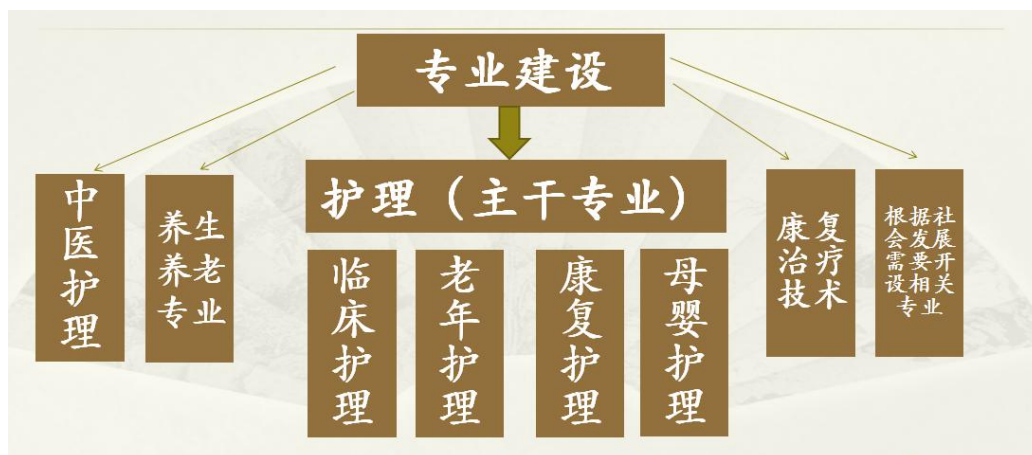 专业建设
中医护理
养生
养老
专业
护理（主干专业）
临床护理
老年护理
康复护理
母婴护理
康复
治疗
技术
根据社
会发展
需要开
设相关
专业